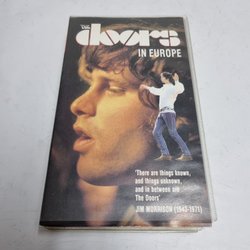 THE
doors
IN EUROPE
'There are things known,
and things unknown,
and in between are
The Doors'
JIM MORRISON (1943-1971)